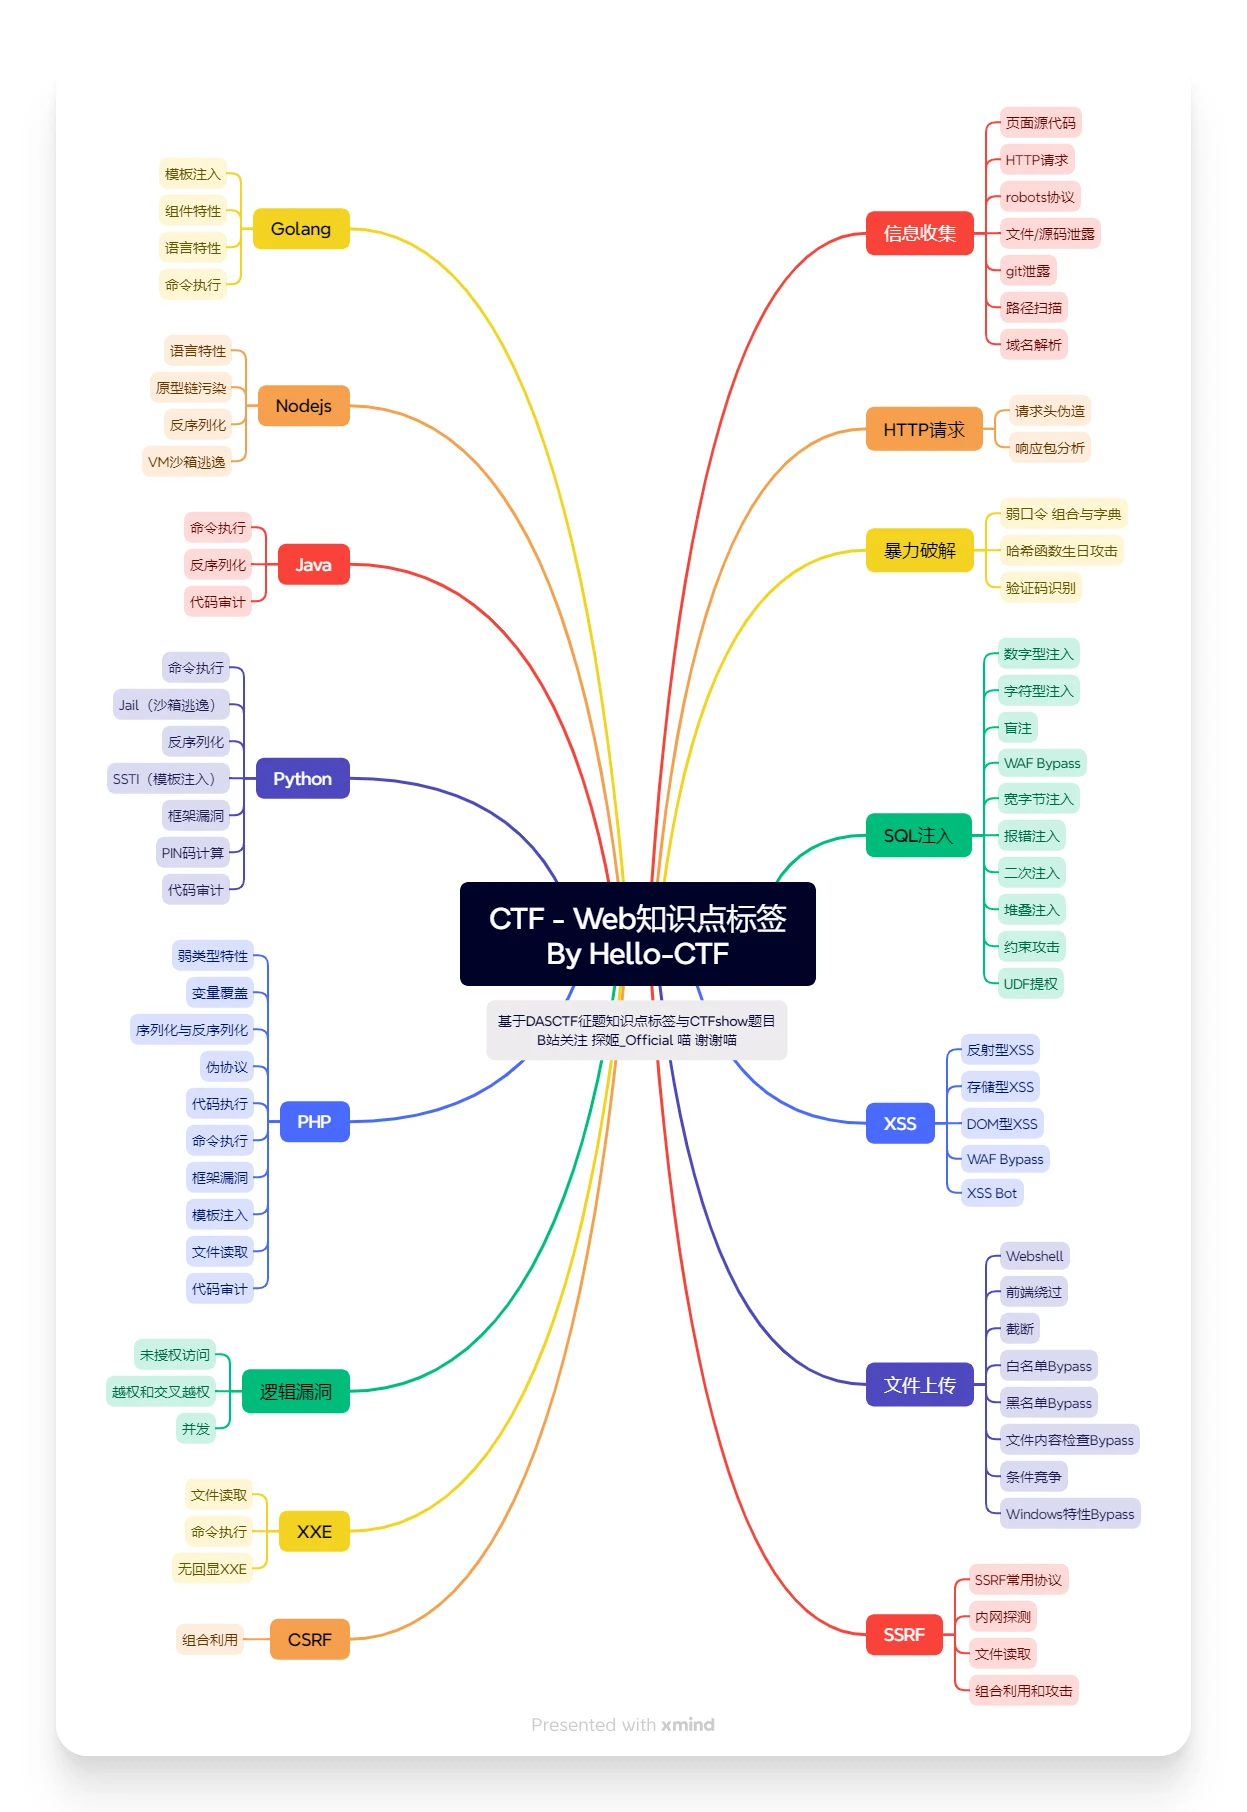 CTF - Web知识点标签
By Hello-CTF
基于DASCTF征题知识点标签与CTFshow题目
B站关注 探姬_Official 喵 谢谢喵
信息收集
页面源代码
HTTP请求
robots协议
文件/源码泄露
git泄露
路径扫描
域名解析
HTTP请求
请求头伪造
响应包分析
暴力破解
弱口令 组合与字典
哈希函数生日攻击
验证码识别
SQL注入
数字型注入
字符型注入
盲注
WAF Bypass
宽字节注入
报错注入
二次注入
堆叠注入
约束攻击
UDF提权
XSS
反射型XSS
存储型XSS
DOM型XSS
WAF Bypass
XSS Bot
文件上传
Webshell
前端绕过
截断
白名单Bypass
黑名单Bypass
文件内容检查Bypass
条件竞争
Windows特性Bypass
SSRF
SSRF常用协议
内网探测
文件读取
组合利用和攻击
Golang
模板注入
组件特性
语言特性
命令执行
Nodejs
语言特性
原型链污染
反序列化
VM沙箱逃逸
Java
命令执行
反序列化
代码审计
Python
命令执行
Jail（沙箱逃逸）
反序列化
SSTI（模板注入）
框架漏洞
PIN码计算
代码审计
PHP
弱类型特性
变量覆盖
序列化与反序列化
伪协议
代码执行
命令执行
框架漏洞
模板注入
文件读取
代码审计
逻辑漏洞
未授权访问
越权和交叉越权
并发
XXE
文件读取
命令执行
无回显XXE
CSRF
组合利用
Presented with xmind